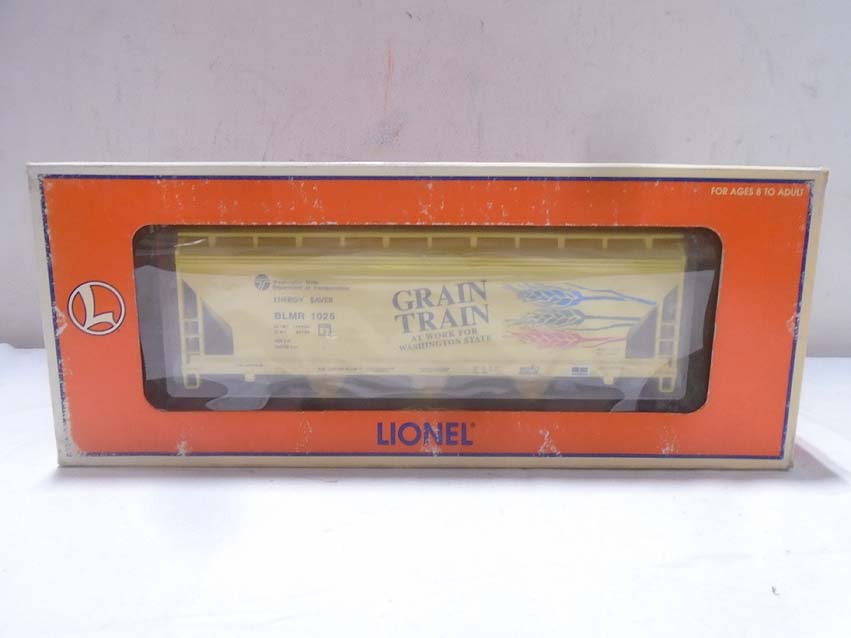 FOR AGES 8 TO ADULT
L
Washington State
Department of Transportation
ENERGY SAVER
BLMR 1025
GRAIN
TRAIN
AT WORK FOR
WASHINGTON STATE
LIONEL®